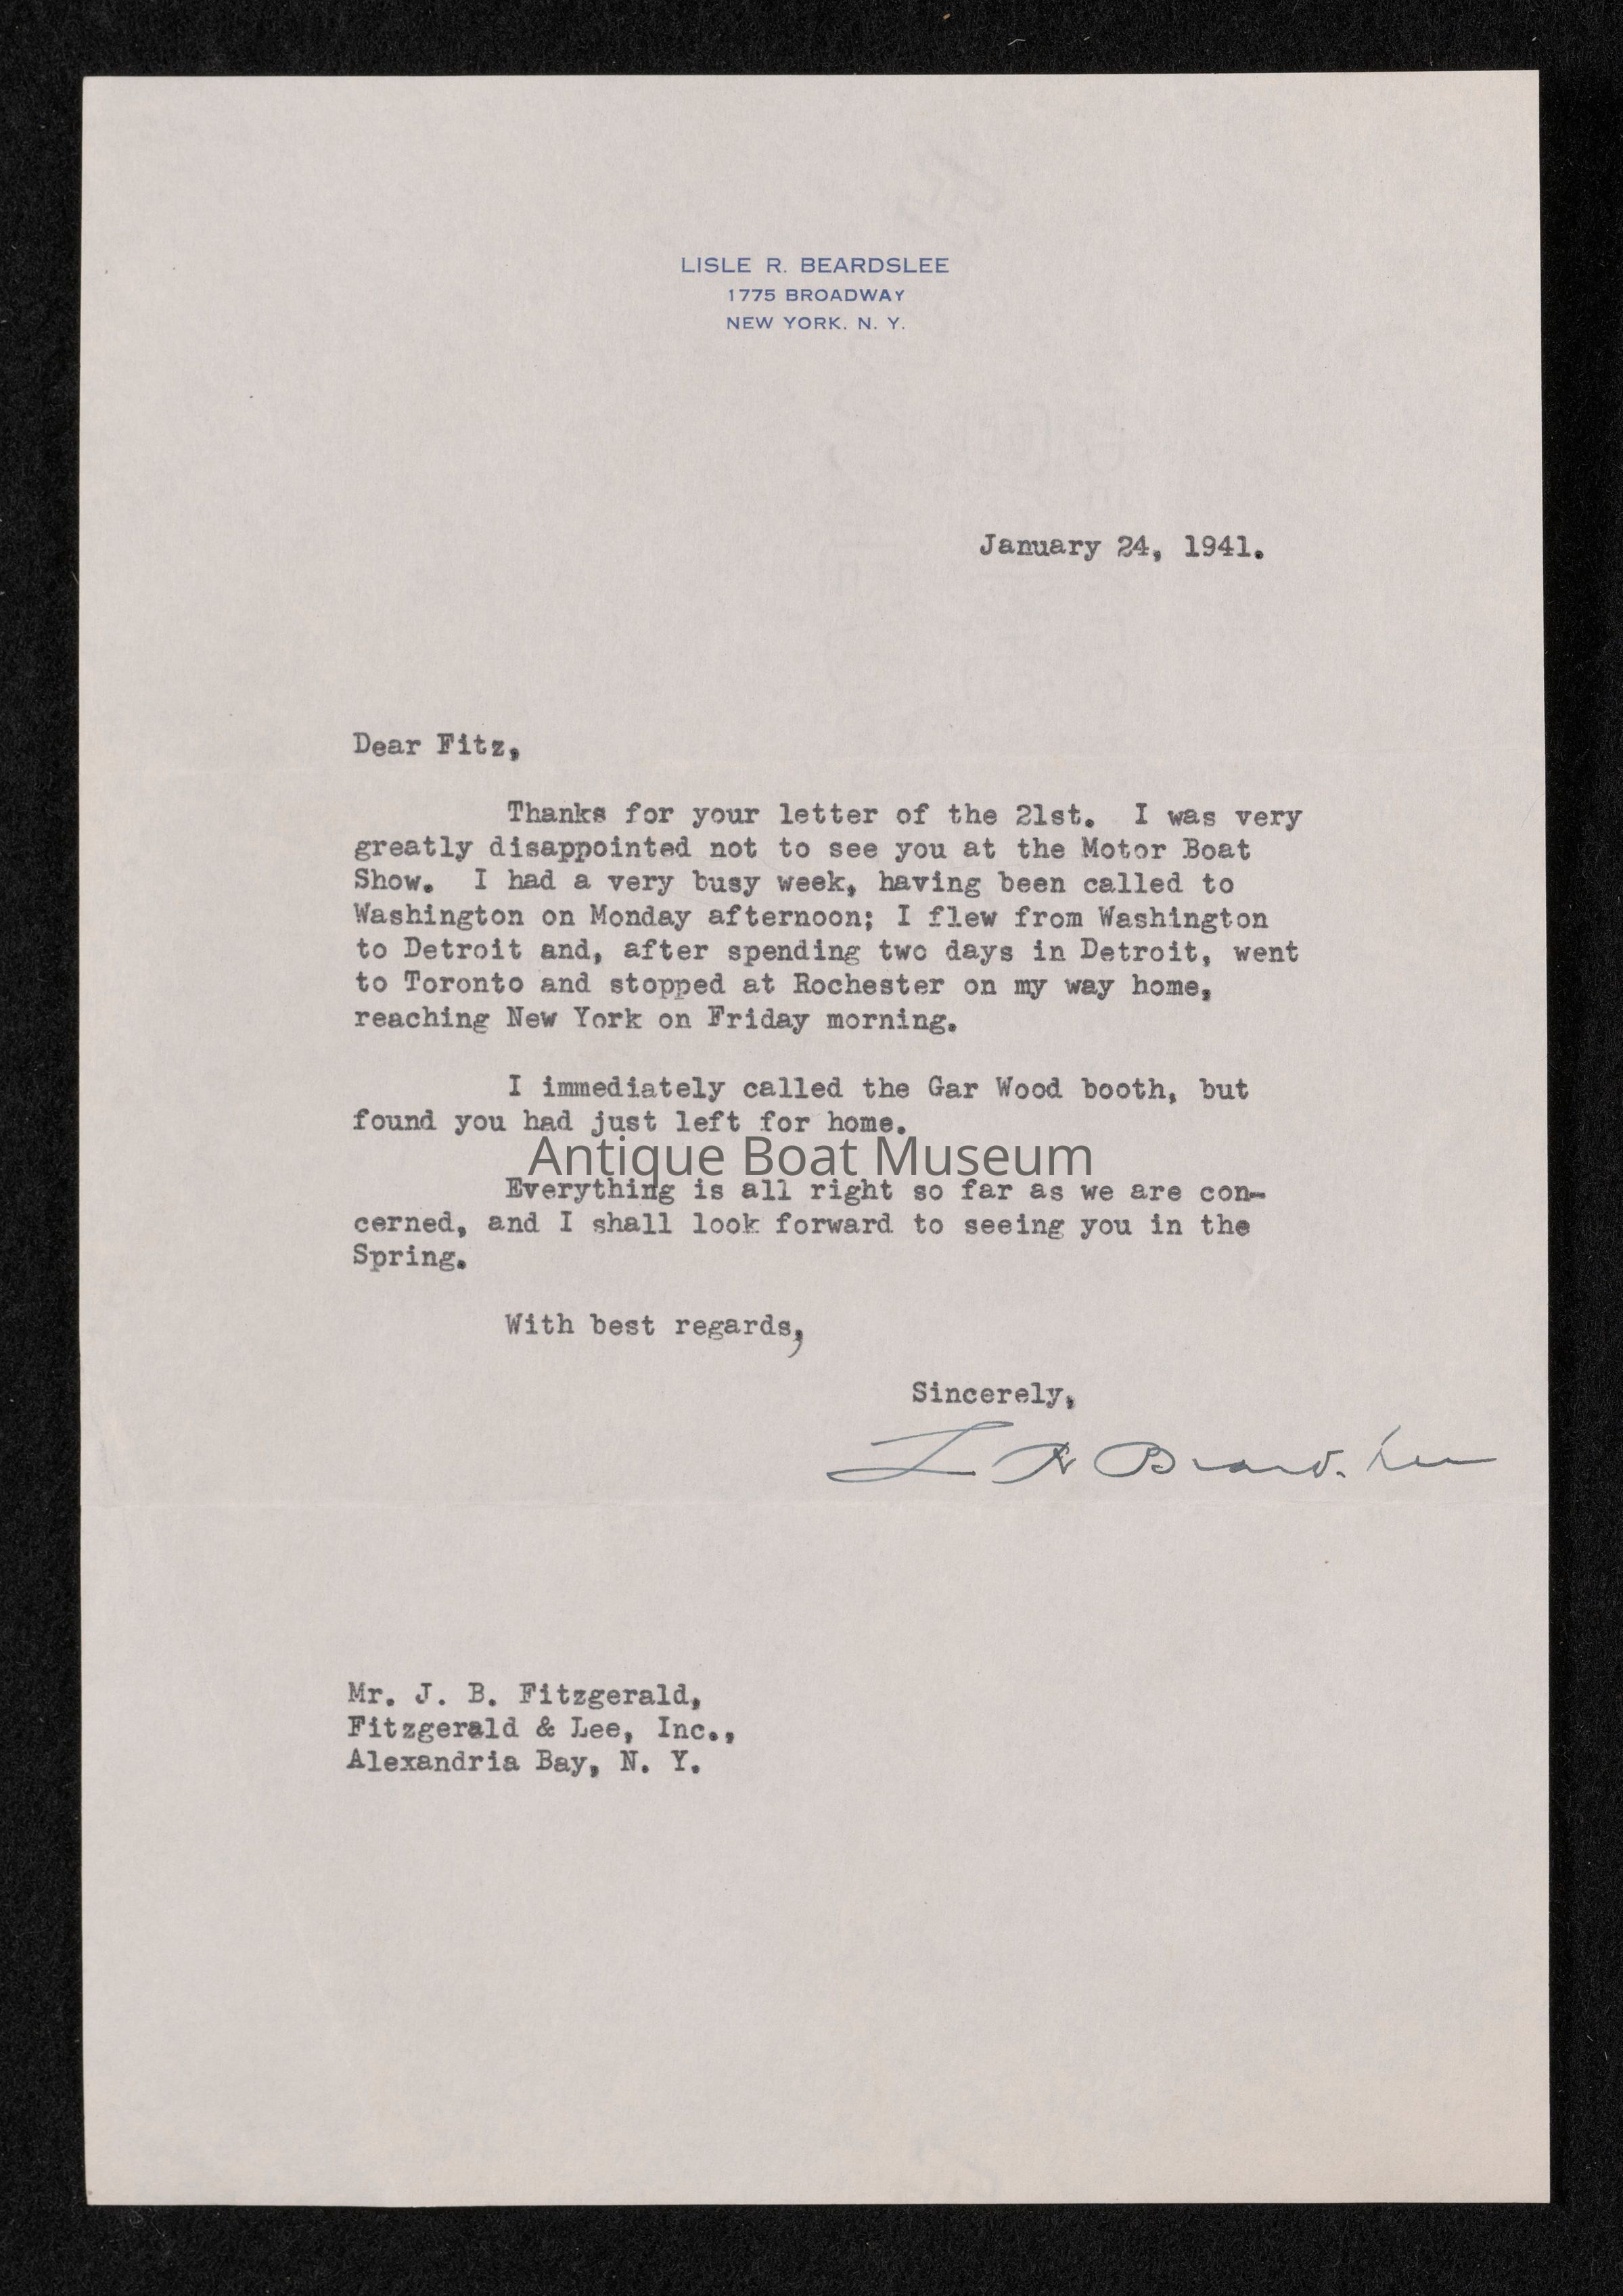 LISLE R. BEARDSLEE
1775 BROADWAY
NEW YORK. N. Y.
January 24, 1941.
Dear Fitz,
Thanks for your letter of the 21st. I was very
greatly disappointed not to see you at the Motor Boat
Show. I had a very busy week, having been called to
Washington on Monday afternoon; I flew from Washington
to Detroit and, after spending two days in Detroit, went
to Toronto and stopped at Rochester on my way home,
reaching New York on Friday morning.
I immediately called the Gar Wood booth, but
found you had just left for home.
Antique Boat Museum
Everything is all right so far as we are con-
cerned, and I shall look forward to seeing you in the
Spring.
With best regards,
Sincerely,
L R Beardslee
Mr. J. B. Fitzgerald,
Fitzgerald & Lee, Inc.,
Alexandria Bay, N. Y.